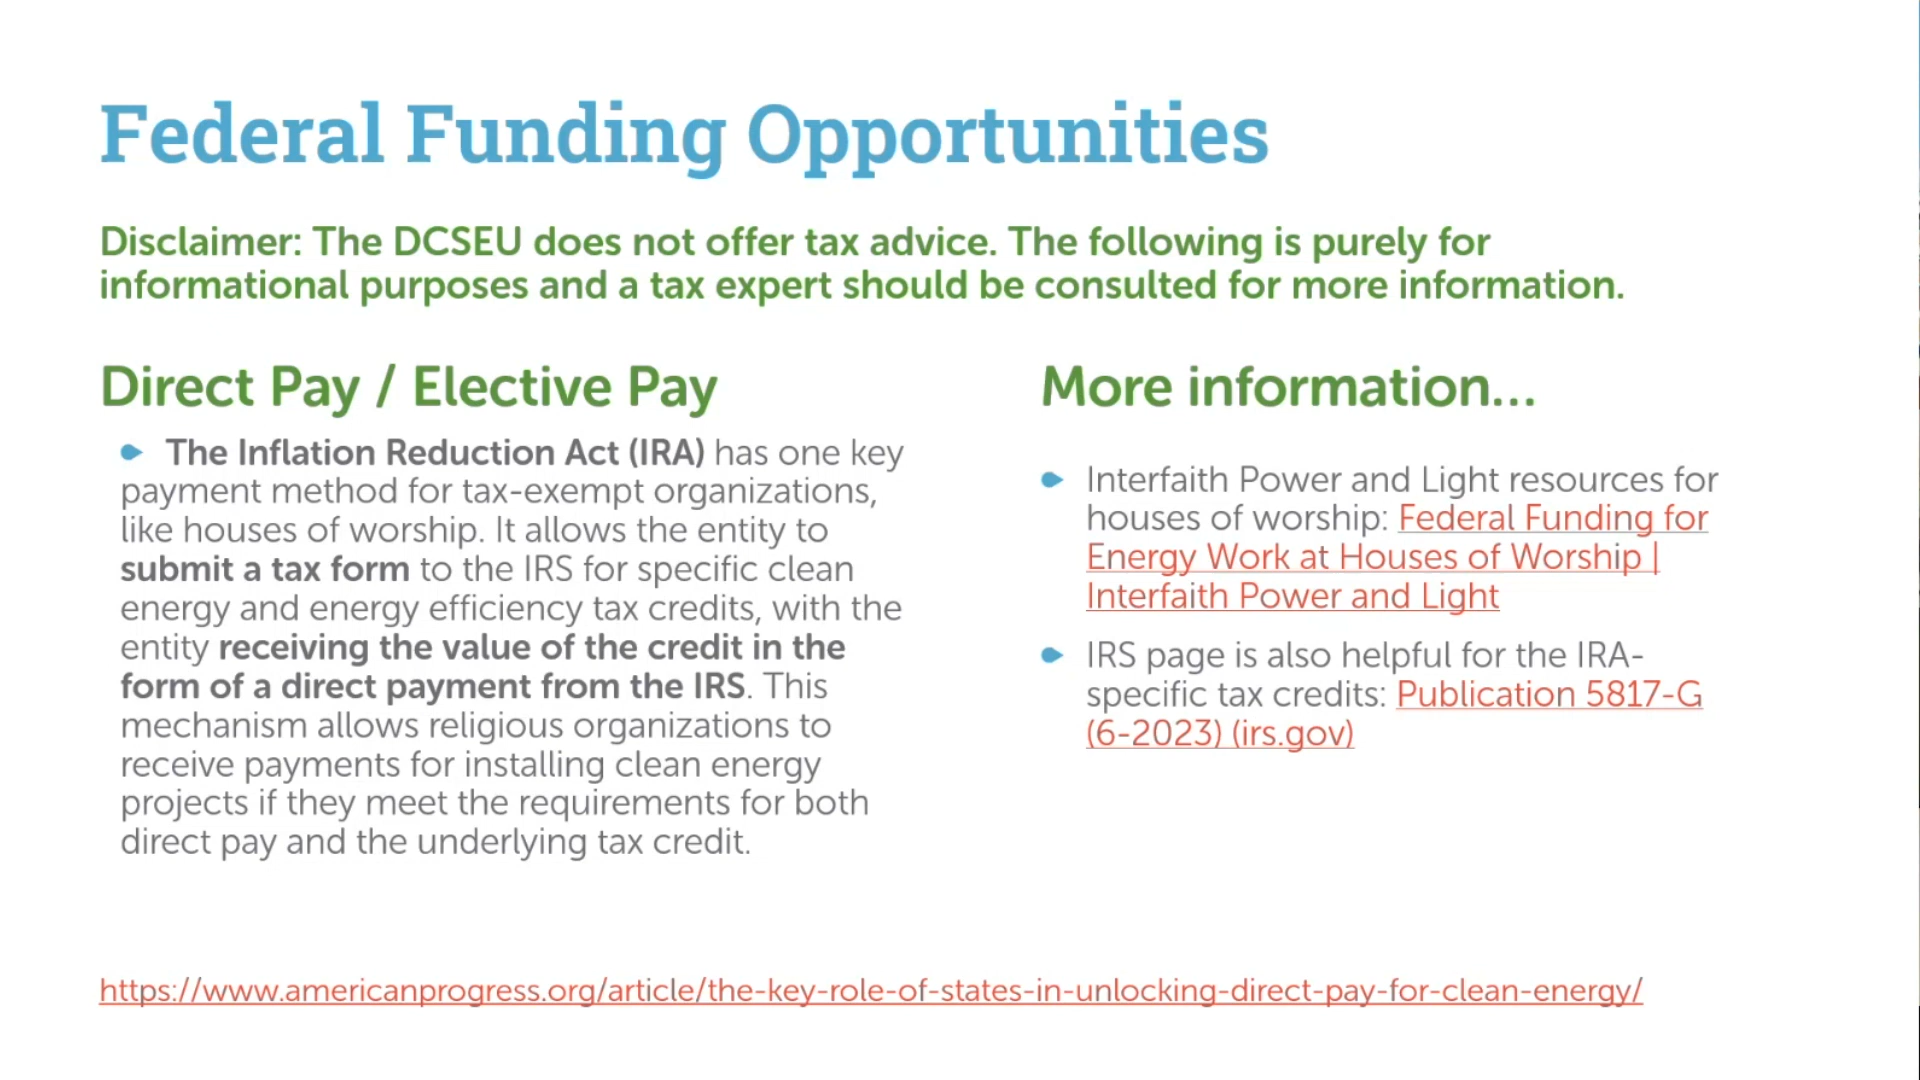 Federal Funding Opportunities
Disclaimer: The DCSEU does not offer tax advice. The following is purely for
informational purposes and a tax expert should be consulted for more information.
Direct Pay / Elective Pay
The Inflation Reduction Act (IRA) has one key
payment method for tax-exempt organizations,
like houses of worship. It allows the entity to
submit a tax form to the IRS for specific clean
energy and energy efficiency tax credits, with the
entity receiving the value of the credit in the
form of a direct payment from the IRS. This
mechanism allows religious organizations to
receive payments for installing clean energy
projects if they meet the requirements for both
direct pay and the underlying tax credit.
More information...
Interfaith Power and Light resources for
houses of worship: Federal Funding for
Energy Work at Houses of Worship |
Interfaith Power and Light
IRS page is also helpful for the IRA-
specific tax credits: Publication 5817-G
(6-2023) (irs.gov)
https://www.americanprogress.org/article/the-key-role-of-states-in-unlocking-direct-pay-for-clean-energy/